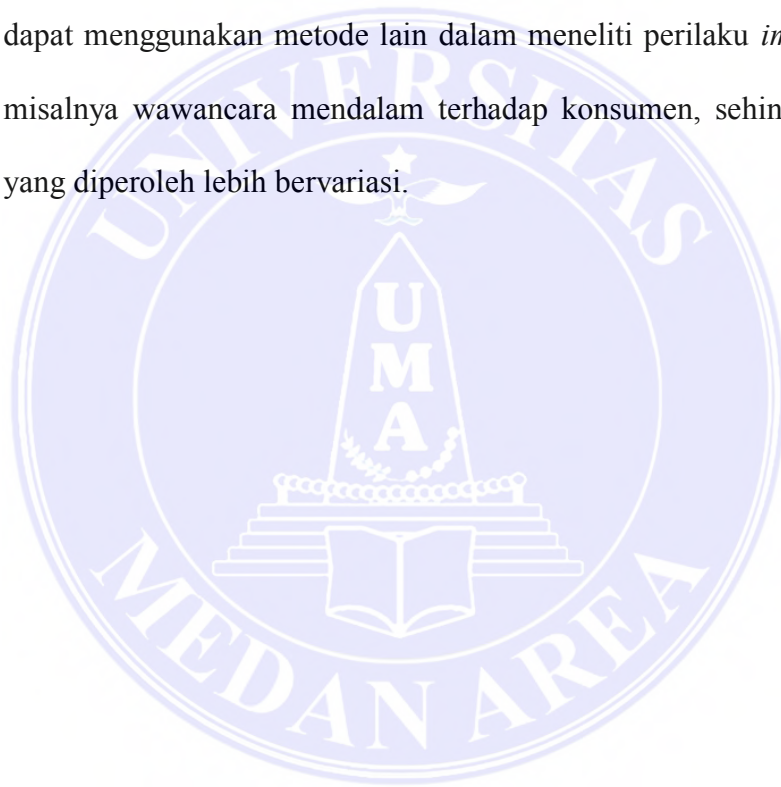 dapat menggunakan metode lain dalam meneliti perilaku
misalnya wawancara mendalam terhadap konsumen,
yang diperoleh lebih bervariasi.
UNIVERSITAS
UMA
MEDAN AREA